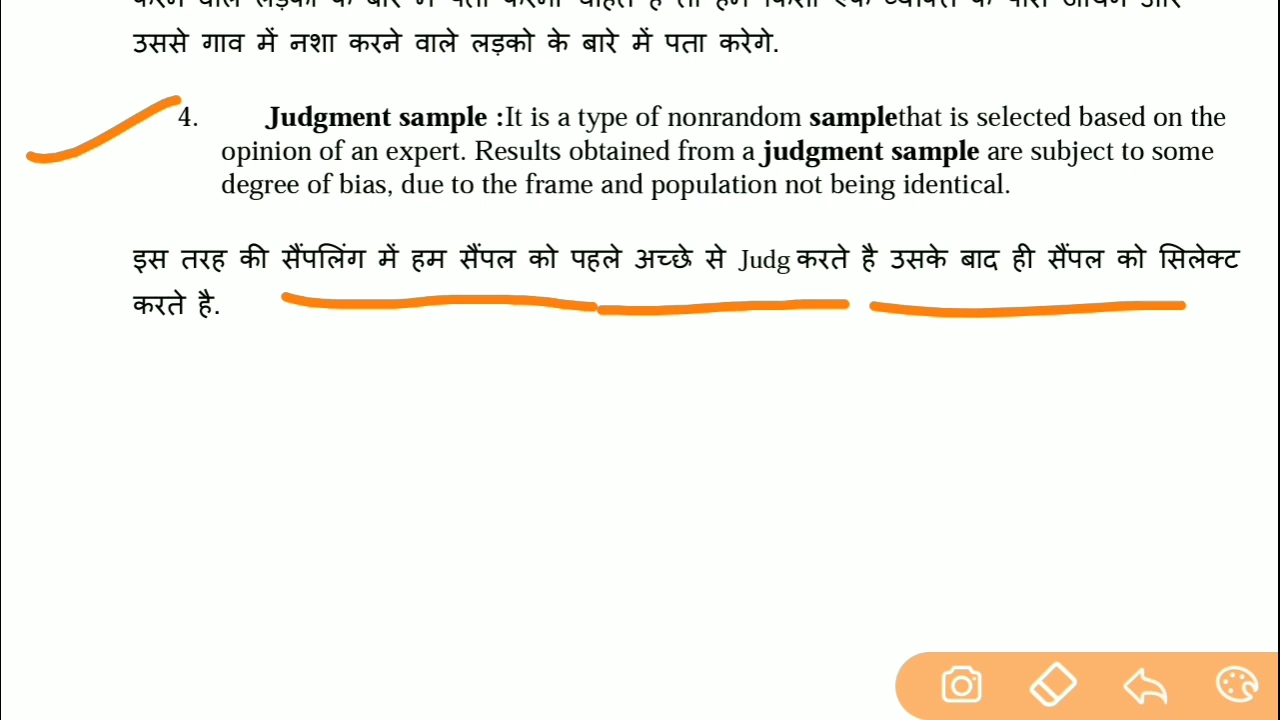 उससे गाव में नशा करने वाले लड़को के बारे में पता करेगे.
4. Judgment sample :It is a type of nonrandom samplethat is selected based on the
opinion of an expert. Results obtained from a judgment sample are subject to some
degree of bias, due to the frame and population not being identical.
इस तरह की सैंपलिंग में हम सैंपल को पहले अच्छे से Judg करते है उसके बाद ही सैंपल को सिलेक्ट
करते है.